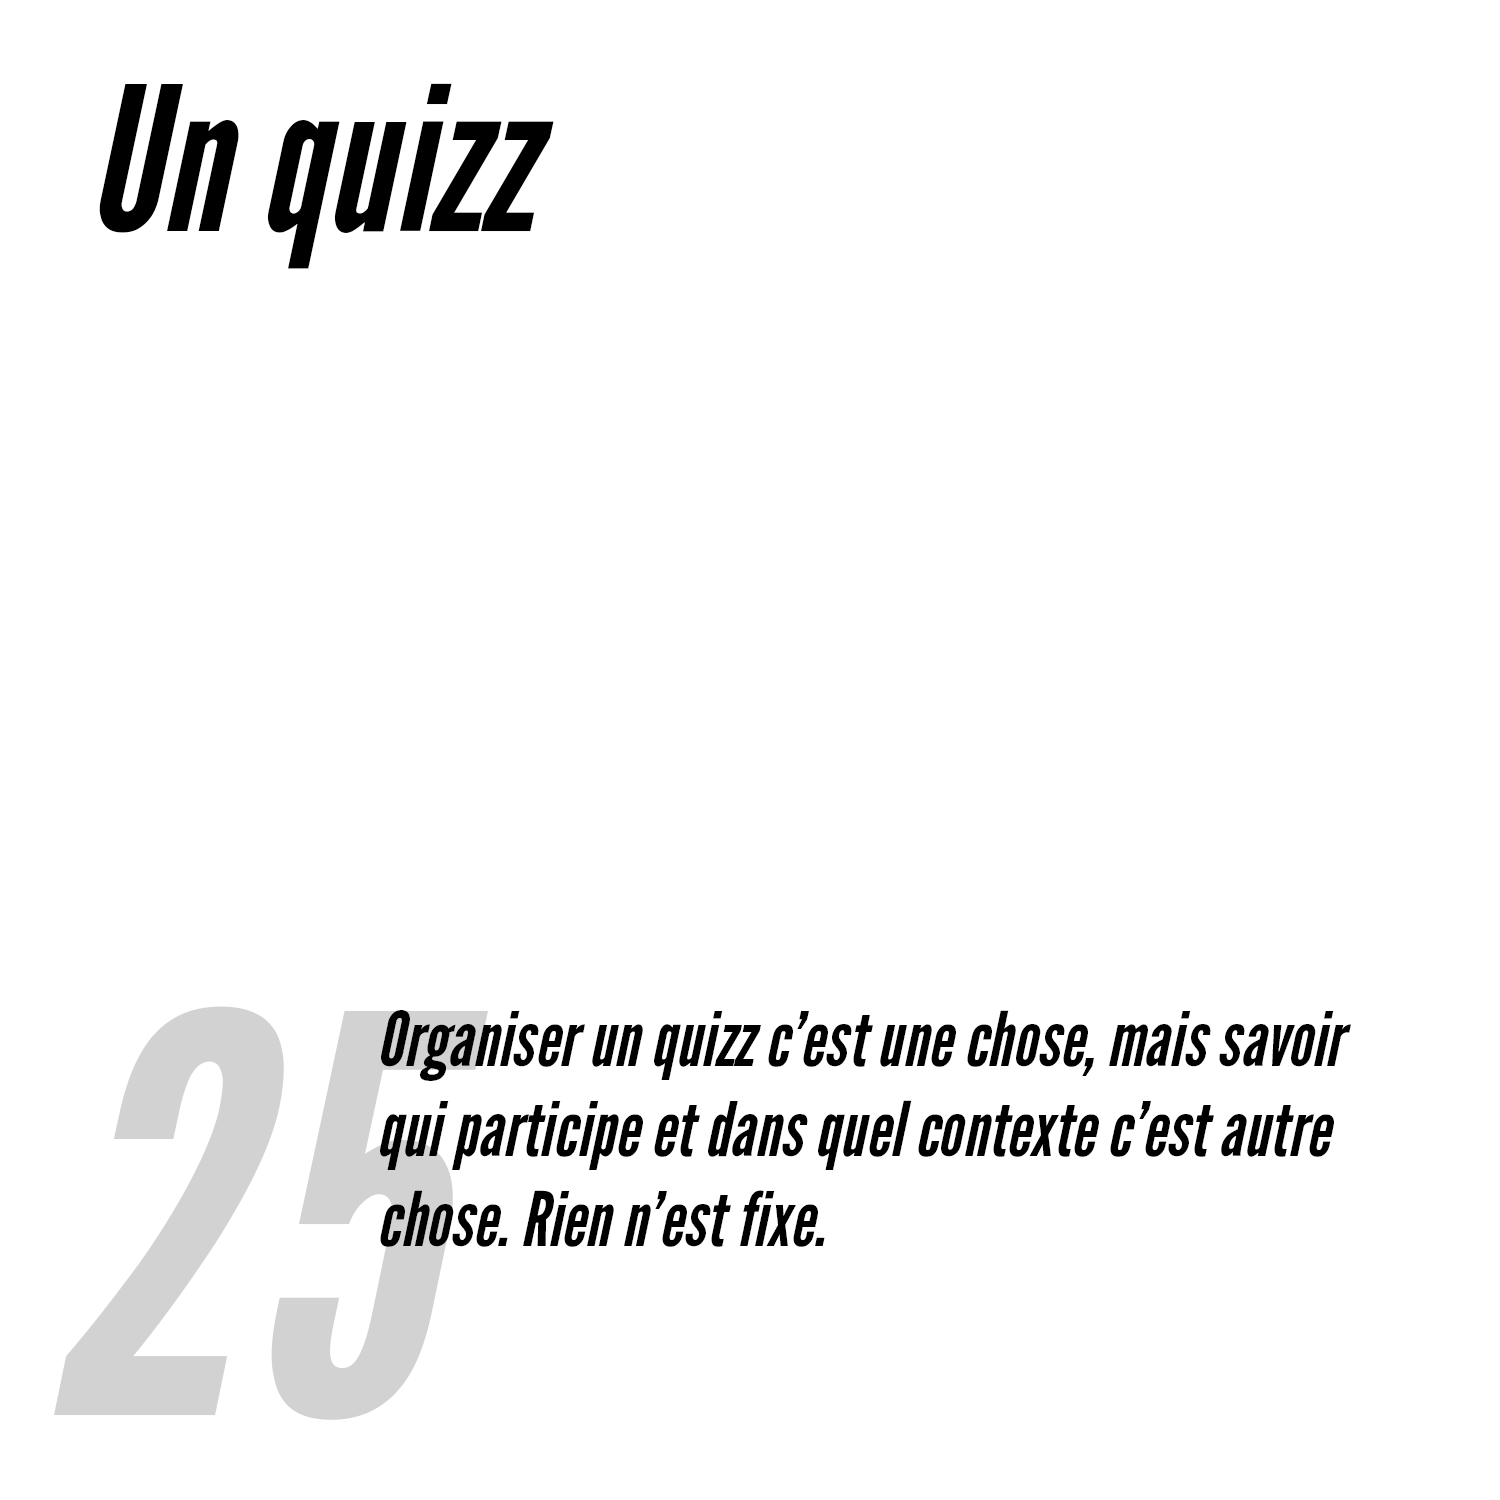 Un quizz
25
Organiser un quizz c’est une chose, mais savoir
qui participe et dans quel contexte c’est autre
chose. Rien n’est fixe.